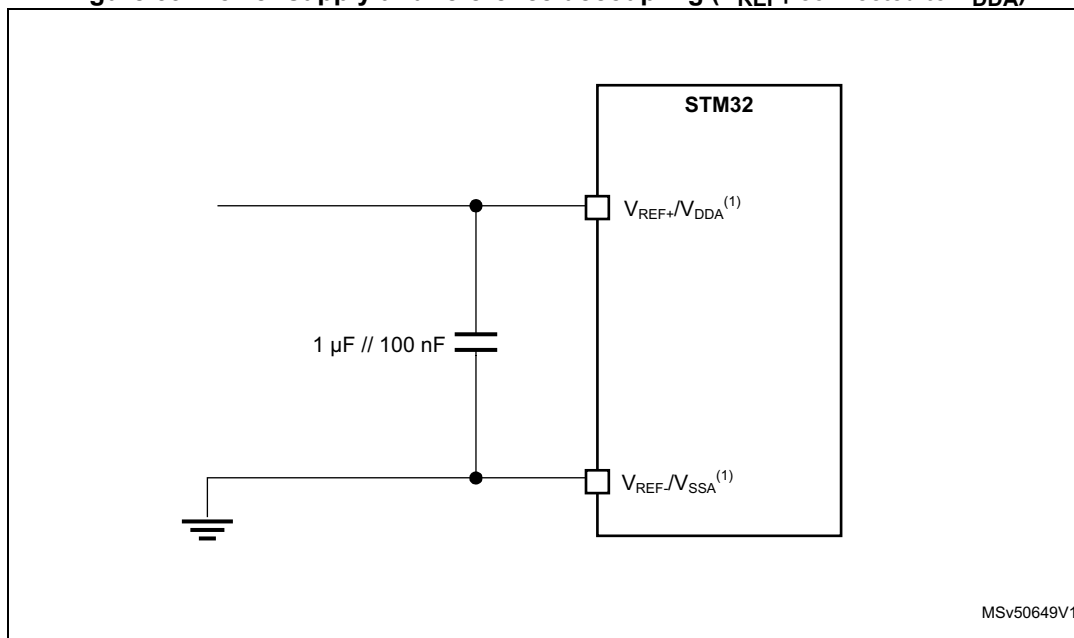 STM32
VREF+/VDDA(1)
1 µF // 100 nF
VREF-/VSSA(1)
MSv50649V1